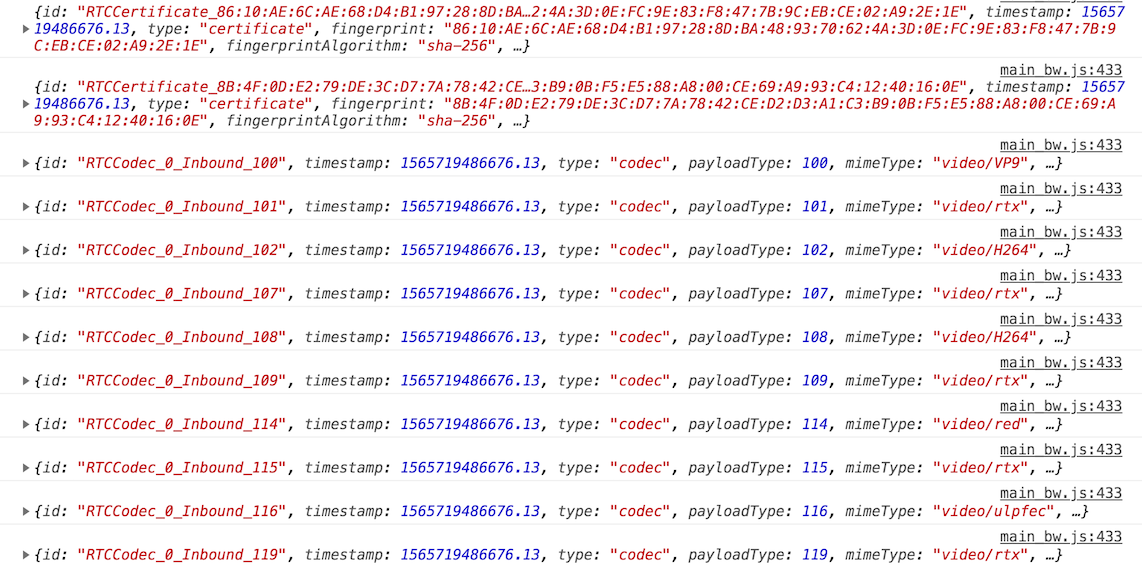 {id: "RTCCertificate_86:10:AE:6C:AE:68:D4:B1:97:28:8D:BA…2:4A:3D:0E:FC:9E:83:F8:47:7B:9C:EB:CE:02:A9:2E:1E", timestamp: 15657
19486676.13, type: "certificate", fingerprint: "86:10:AE:6C:AE:68:D4:B1:97:28:8D:BA:48:93:70:62:4A:3D:0E:FC:9E:83:F8:47:7B:9
C:EB:CE:02:A9:2E:1E", fingerprintAlgorithm: "sha-256", …}
main_bw.js:433
{id: "RTCCertificate_8B:4F:0D:E2:79:DE:3C:D7:7A:78:42:CE…3:B9:0B:F5:E5:88:A8:00:CE:69:A9:93:C4:12:40:16:0E", timestamp: 15657
19486676.13, type: "certificate", fingerprint: "8B:4F:0D:E2:79:DE:3C:D7:7A:78:42:CE:D2:D3:A1:C3:B9:0B:F5:E5:88:A8:00:CE:69:A
9:93:C4:12:40:16:0E", fingerprintAlgorithm: "sha-256", …}
main_bw.js:433
{id: "RTCCodec_0_Inbound_100", timestamp: 1565719486676.13, type: "codec", payloadType: 100, mimeType: "video/VP9", …}
main_bw.js:433
{id: "RTCCodec_0_Inbound_101", timestamp: 1565719486676.13, type: "codec", payloadType: 101, mimeType: "video/rtx", …}
main_bw.js:433
{id: "RTCCodec_0_Inbound_102", timestamp: 1565719486676.13, type: "codec", payloadType: 102, mimeType: "video/H264", …}
main_bw.js:433
{id: "RTCCodec_0_Inbound_107", timestamp: 1565719486676.13, type: "codec", payloadType: 107, mimeType: "video/rtx", …}
main_bw.js:433
{id: "RTCCodec_0_Inbound_108", timestamp: 1565719486676.13, type: "codec", payloadType: 108, mimeType: "video/H264", …}
main_bw.js:433
{id: "RTCCodec_0_Inbound_109", timestamp: 1565719486676.13, type: "codec", payloadType: 109, mimeType: "video/rtx", …}
main_bw.js:433
{id: "RTCCodec_0_Inbound_114", timestamp: 1565719486676.13, type: "codec", payloadType: 114, mimeType: "video/red", …}
main_bw.js:433
{id: "RTCCodec_0_Inbound_115", timestamp: 1565719486676.13, type: "codec", payloadType: 115, mimeType: "video/rtx", …}
main_bw.js:433
{id: "RTCCodec_0_Inbound_116", timestamp: 1565719486676.13, type: "codec", payloadType: 116, mimeType: "video/ulpfec", …}
main_bw.js:433
{id: "RTCCodec_0_Inbound_119", timestamp: 1565719486676.13, type: "codec", payloadType: 119, mimeType: "video/rtx", …}